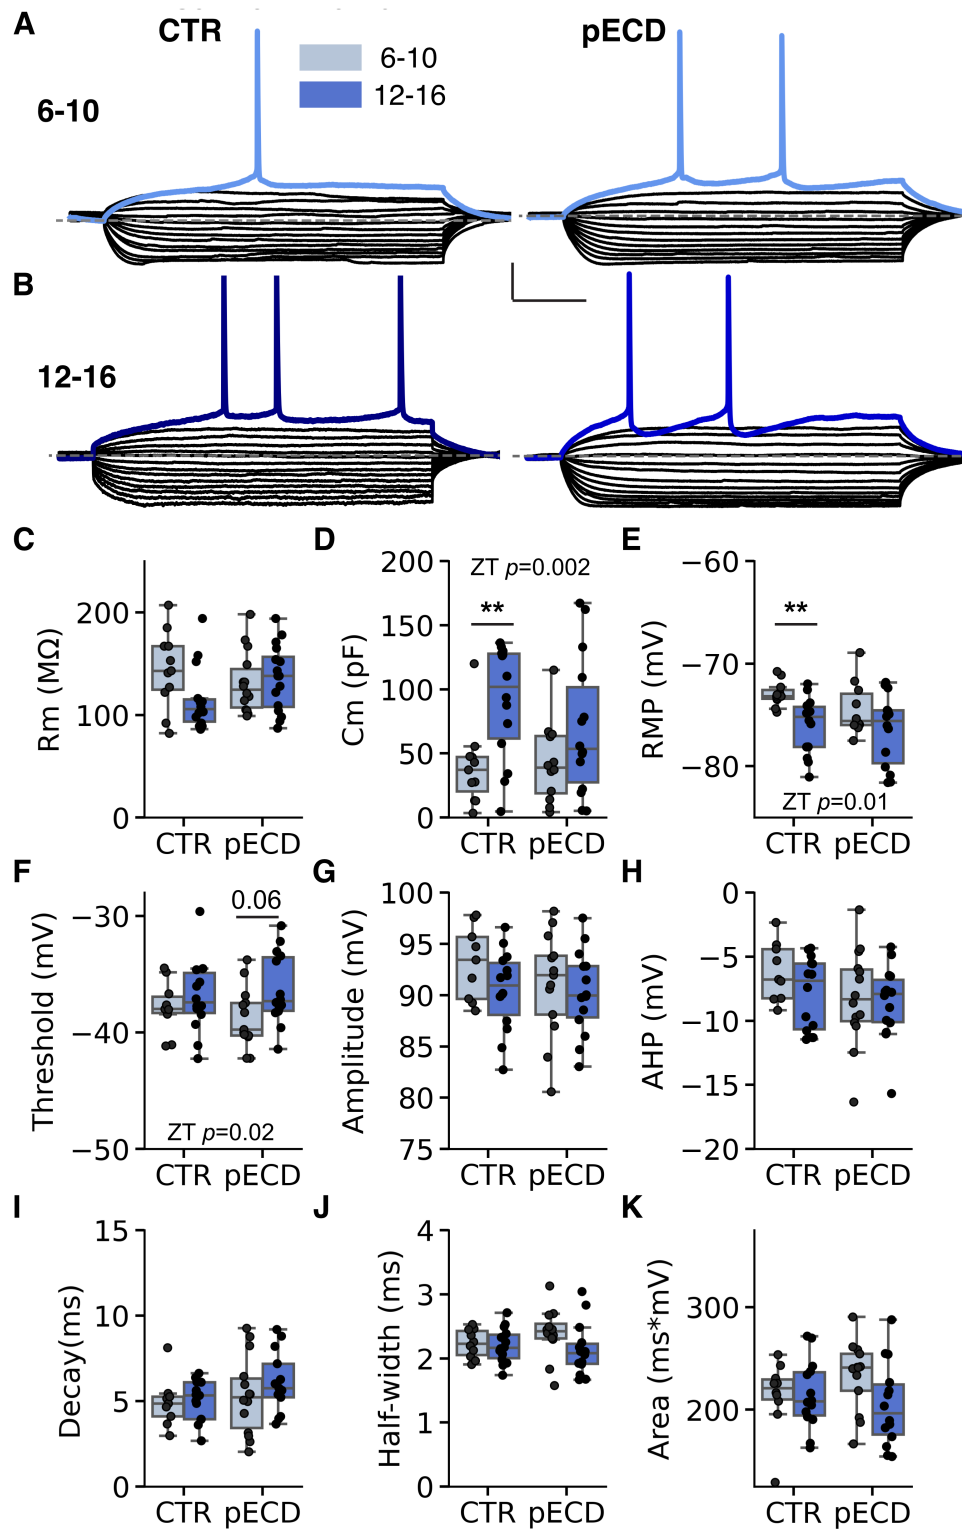 A
CTR
pECD
6-10
12-16
6-10
B
12-16
C
D
E
Rm (MΩ)
200
100
0
CTR pECD
Cm (pF)
200
150
100
50
0
ZT p=0.002
**
CTR pECD
RMP (mV)
−60
−70
−80
**
ZT p=0.01
CTR pECD
F
G
H
Threshold (mV)
−30
−40
−50
0.06
ZT p=0.02
CTR pECD
Amplitude (mV)
100
95
90
85
80
75
CTR pECD
AHP (mV)
0
−5
−10
−15
−20
CTR pECD
I
J
K
Decay(ms)
15
10
5
0
CTR pECD
Half-width (ms)
4
3
2
1
0
CTR pECD
Area (ms*mV)
300
200
CTR pECD